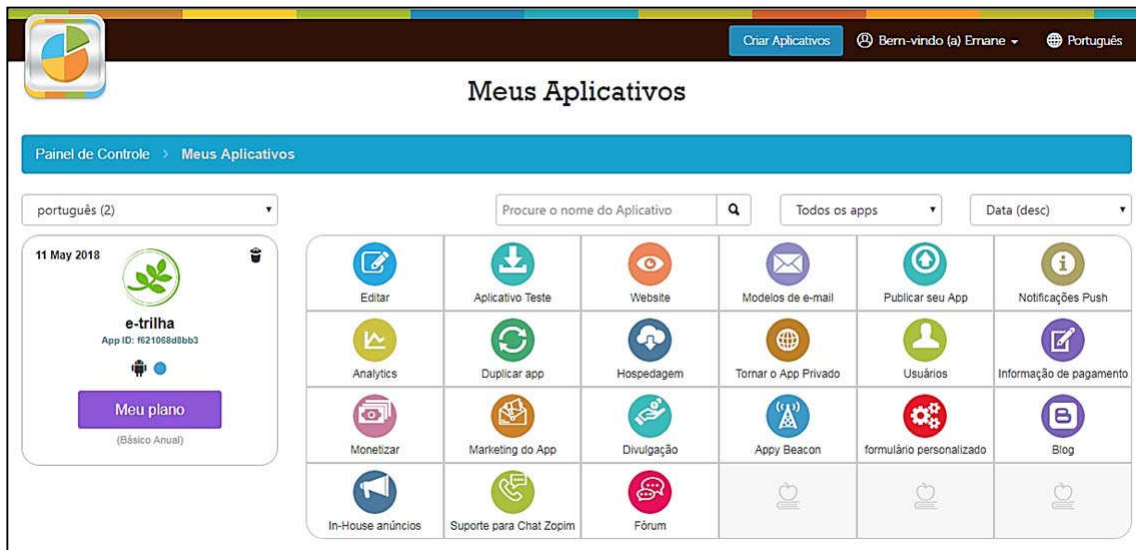 Criar Aplicativos
Bem-vindo (a) Ernane
Português
Meus Aplicativos
Painel de Controle > Meus Aplicativos
português (2)
Procure o nome do Aplicativo
Todos os apps
Data (desc)
11 May 2018
e-trilha
App ID: f621068d8bb3
Meu plano
(Básico Anual)
Editar
Aplicativo Teste
Website
Modelos de e-mail
Publicar seu App
Notificações Push
Analytics
Duplicar app
Hospedagem
Tornar o App Privado
Usuários
Informação de pagamento
Monetizar
Marketing do App
Divulgação
Appy Beacon
formulário personalizado
Blog
In-House anúncios
Suporte para Chat Zopim
Fórum